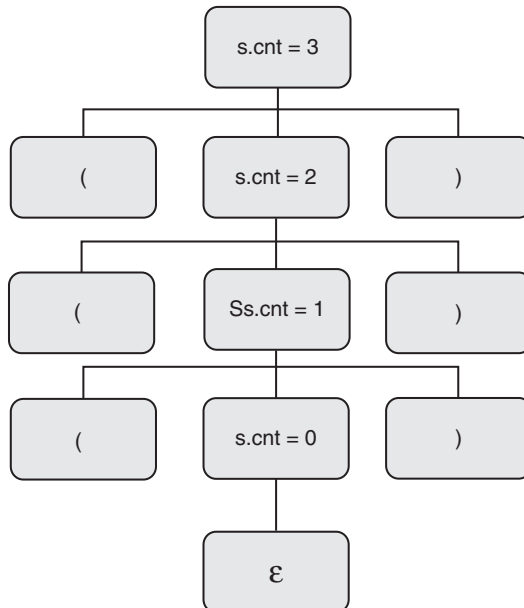 s.cnt = 3
( s.cnt = 2 )
( Ss.cnt = 1 )
( s.cnt = 0 )
ε